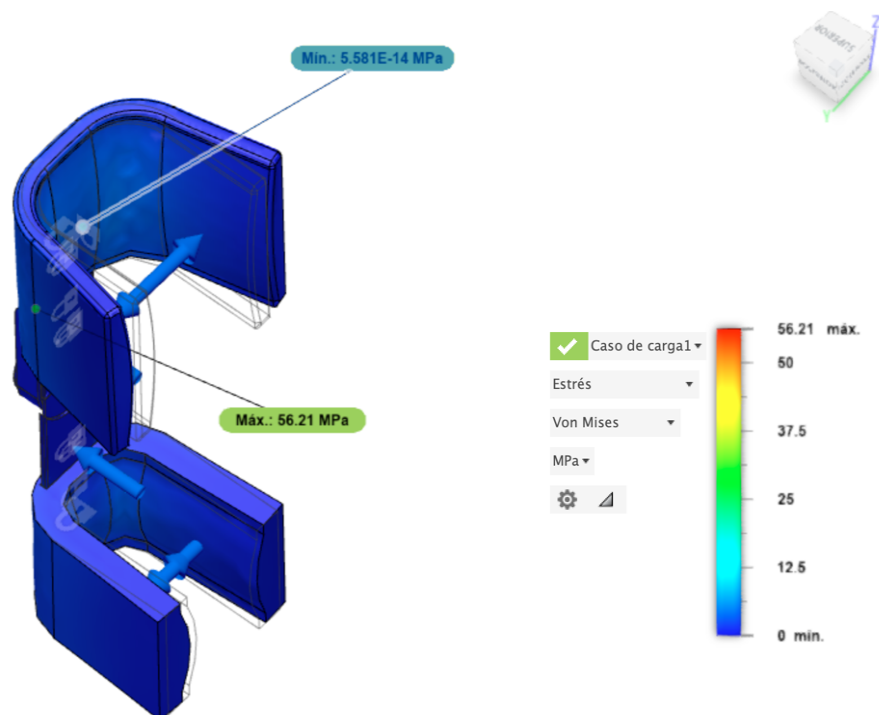 Mín.: 5.581E-14 MPa
Z
SUPERIOR
Y
Máx.: 56.21 MPa
Caso de carga1
Estrés
Von Mises
MPa
56.21 máx.
50
37.5
25
12.5
0 mín.